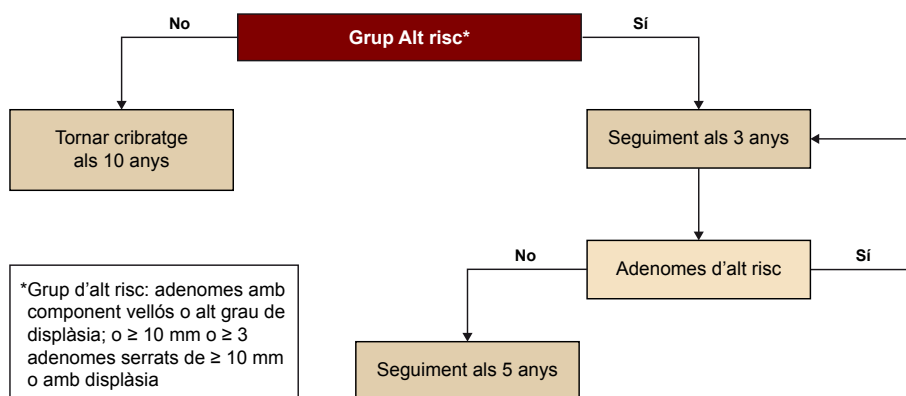 No
Grup Alt risc*
Sí
Tornar cribratge
als 10 anys
Seguiment als 3 anys
No
Adenomes d'alt risc
Sí
*Grup d'alt risc: adenomes amb
component vellós o alt grau de
displàsia; o ≥ 10 mm o ≥ 3
adenomes serrats de ≥ 10 mm
o amb displàsia
Seguiment als 5 anys